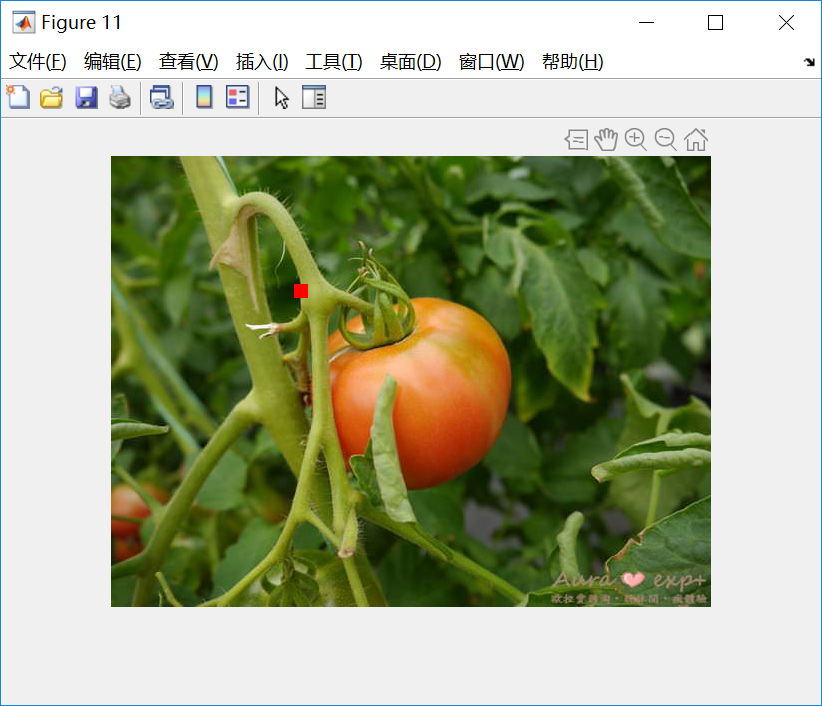 Figure 11
文件(F) 编辑(E) 查看(V) 插入(I) 工具(T) 桌面(D) 窗口(W) 帮助(H)
Aura exp+